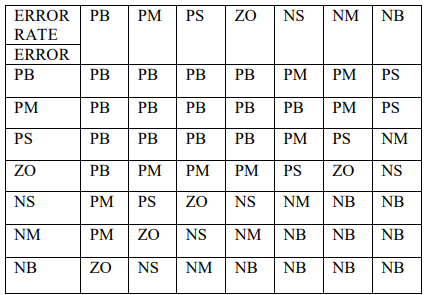 ERROR RATE PB PM PS ZO NS NM NB
ERROR
PB PB PB PB PB PM PM PS
PM PB PB PB PB PB PM PS
PS PB PB PB PB PM PS NM
ZO PB PM PM PM PS ZO NS
NS PM PS ZO NS NM NB NB
NM PM ZO NS NM NB NB NB
NB ZO NS NM NB NB NB NB